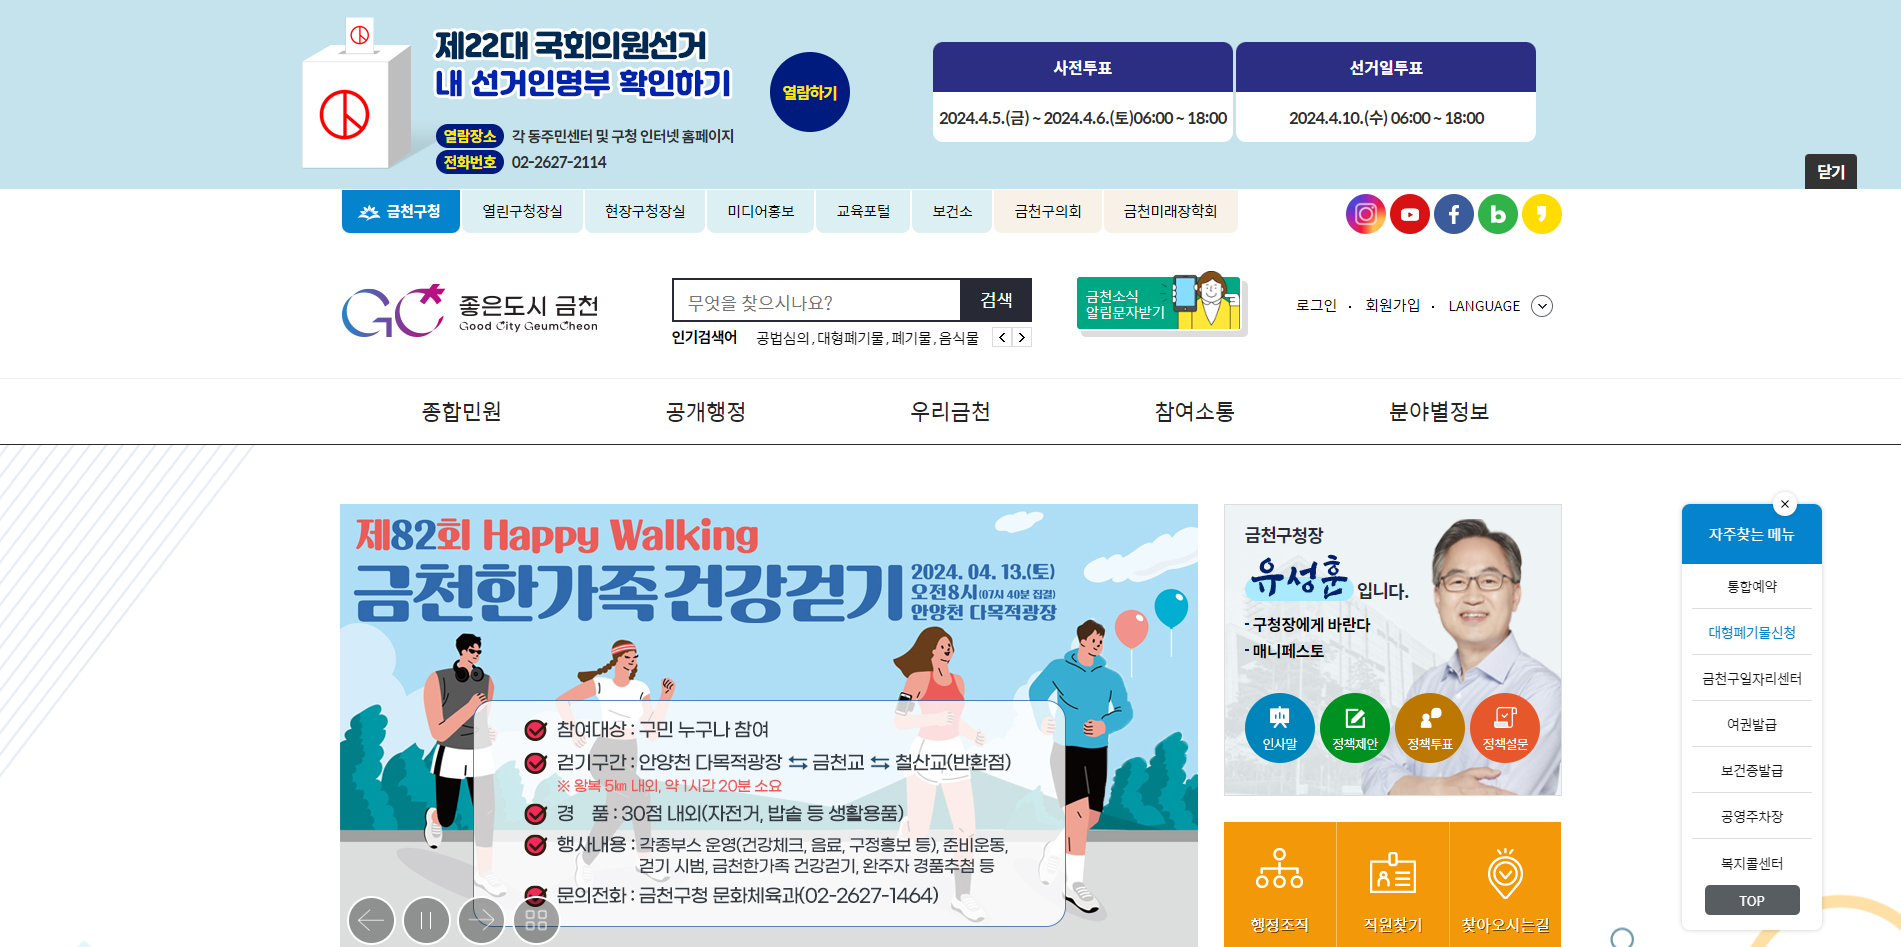 제22대 국회의원선거
내 선거인명부 확인하기
열람하기
열람장소 각 동주민센터 및 구청 인터넷 홈페이지
전화번호 02-2627-2114
사전투표
2024.4.5.(금) ~ 2024.4.6.(토)06:00 ~ 18:00
선거일투표
2024.4.10.(수) 06:00 ~ 18:00
닫기
금천구청 열린구청장실 현장구청장실 미디어홍보 교육포털 보건소 금천구의회 금천미래장학회
GC 좋은도시 금천
Good City GeumCheon
무엇을 찾으시나요? 검색
인기검색어 공법심의 , 대형폐기물 , 폐기물 , 음식물
금천소식
알림문자받기
로그인 · 회원가입 · LANGUAGE
종합민원 공개행정 우리금천 참여소통 분야별정보
제82회 Happy Walking
금천한가족 건강걷기
2024. 04. 13.(토)
오전8시(07시 40분 집결)
안양천 다목적광장
참여대상 : 구민 누구나 참여
걷기구간 : 안양천 다목적광장 ⇆ 금천교 ⇆ 철산교(반환점)
※ 왕복 5㎞ 내외, 약 1시간 20분 소요
경 품 : 30점 내외(자전거, 밥솥 등 생활용품)
행사내용 : 각종부스 운영(건강체크, 음료, 구정홍보 등), 준비운동,
걷기 시범, 금천한가족 건강걷기, 완주자 경품추첨 등
문의전화 : 금천구청 문화체육과(02-2627-1464)
금천구청장
유성훈 입니다.
- 구청장에게 바란다
- 매니페스토
인사말 정책제안 정책투표 정책설문
행정조직 직원찾기 찾아오시는길
자주찾는 메뉴
통합예약
대형폐기물신청
금천구일자리센터
여권발급
보건증발급
공영주차장
복지콜센터
TOP